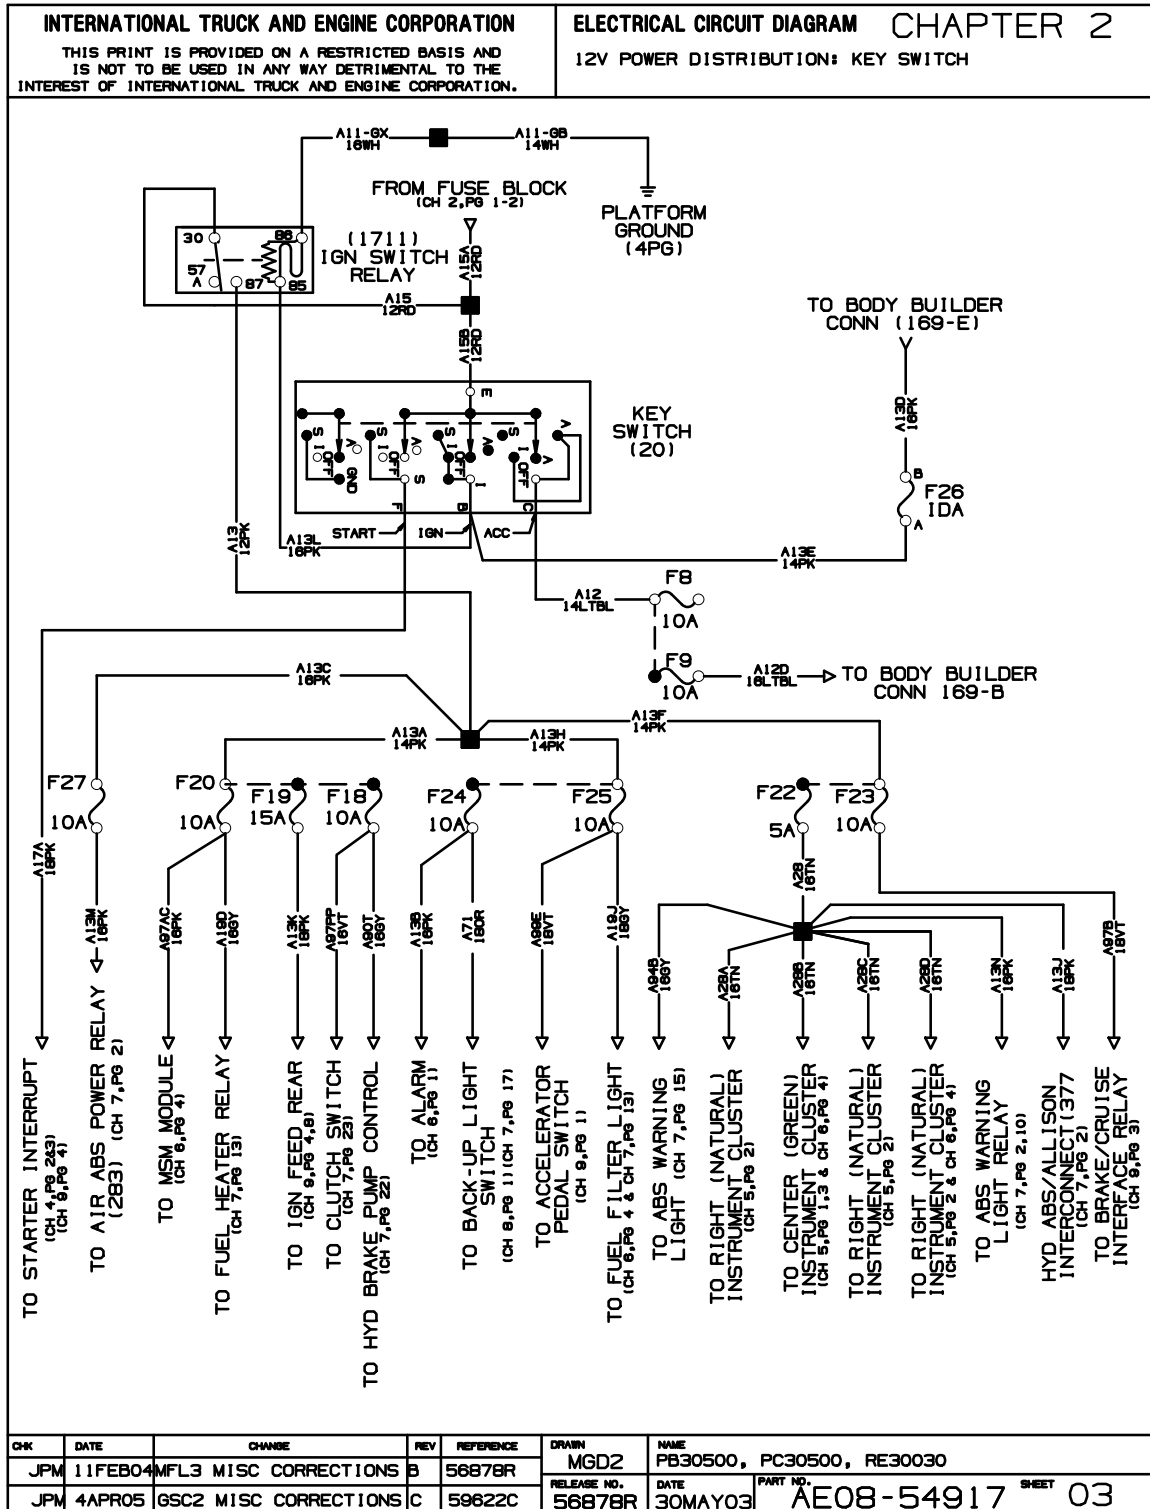 INTERNATIONAL TRUCK AND ENGINE CORPORATION
THIS PRINT IS PROVIDED ON A RESTRICTED BASIS AND
IS NOT TO BE USED IN ANY WAY DETRIMENTAL TO THE
INTEREST OF INTERNATIONAL TRUCK AND ENGINE CORPORATION.
ELECTRICAL CIRCUIT DIAGRAM CHAPTER 2
12V POWER DISTRIBUTION: KEY SWITCH
A11-GX
16WH
A11-GB
14WH
FROM FUSE BLOCK
(CH 2,PG 1-2)
PLATFORM
GROUND
(4PG)
30
86
57
A
87
85
(1711)
IGN SWITCH
RELAY
A15A
12RD
A15
12RD
A15B
12RD
TO BODY BUILDER
CONN (169-E)
A13D
16PK
E
KEY
SWITCH
(20)
S I OFF A GND
S I OFF A S
S I OFF A I
S I OFF A A
F
B
C
START
IGN
ACC
B
F26
IDA
A
A13
12PK
A13L
16PK
A13E
14PK
A12
14LTBL
F8
10A
F9
10A
A12D
16LTBL
TO BODY BUILDER
CONN 169-B
A13C
16PK
A13A
14PK
A13H
14PK
A13F
14PK
F27
10A
F20
10A
F19
15A
F18
10A
F24
10A
F25
10A
F22
5A
F23
10A
A17A
18PK
A13M
16PK
A97AC
16PK
A19D
16GY
A13K
18PK
A97PP
16VT
A90T
16GY
A13B
16PK
A71
18OR
A99E
18VT
A19J
18GY
A28
16TN
A94B
16GY
A28A
16TN
A28B
16TN
A28C
16TN
A28D
16TN
A13N
16PK
A13J
18PK
A97B
18VT
TO STARTER INTERRUPT
(CH 4,PG 2&3)
(CH 9,PG 4)
TO AIR ABS POWER RELAY
(283) (CH 7,PG 2)
TO MSM MODULE
(CH 6,PG 4)
TO FUEL HEATER RELAY
(CH 7,PG 13)
TO IGN FEED REAR
(CH 9,PG 4,8)
TO CLUTCH SWITCH
(CH 7,PG 23)
TO HYD BRAKE PUMP CONTROL
(CH 7,PG 22)
TO ALARM
(CH 6,PG 1)
TO BACK-UP LIGHT
SWITCH
(CH 8,PG 1)(CH 7,PG 17)
TO ACCELERATOR
PEDAL SWITCH
(CH 9,PG 1)
TO FUEL FILTER LIGHT
(CH 6,PG 4 & CH 7,PG 13)
TO ABS WARNING
LIGHT (CH 7,PG 15)
TO RIGHT (NATURAL)
INSTRUMENT CLUSTER
(CH 5,PG 2)
TO CENTER (GREEN)
INSTRUMENT CLUSTER
(CH 5,PG 1,3 & CH 6,PG 4)
TO RIGHT (NATURAL)
INSTRUMENT CLUSTER
(CH 5,PG 2)
TO RIGHT (NATURAL)
INSTRUMENT CLUSTER
(CH 5,PG 2 & CH 6,PG 4)
TO ABS WARNING
LIGHT RELAY
(CH 7,PG 2,10)
HYD ABS/ALLISON
INTERCONNECT(377
(CH 7,PG 2)
TO BRAKE/CRUISE
INTERFACE RELAY
(CH 9,PG 3)
CHK DATE CHANGE REV REFERENCE
JPM 11FEB04 MFL3 MISC CORRECTIONS B 56878R
JPM 4APR05 GSC2 MISC CORRECTIONS C 59622C
DRAWN
MGD2
NAME
PB30500, PC30500, RE30030
RELEASE NO.
56878R
DATE
30MAY03
PART NO.
AE08-54917
SHEET 03